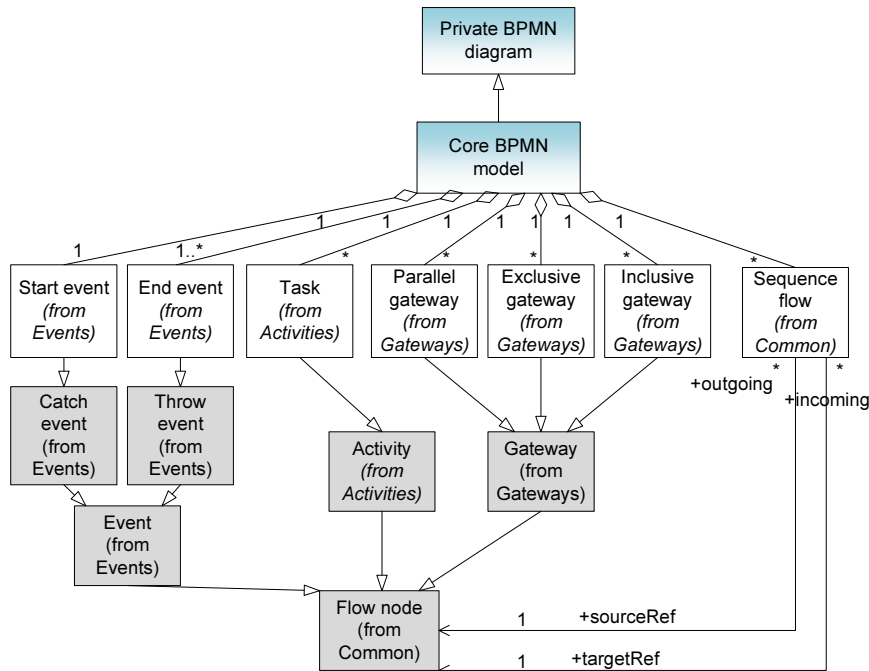 Private BPMN
diagram
Core BPMN
model
1 1 1 1 1 1 1
1 1..* * * * * *
Start event
(from
Events)
End event
(from
Events)
Task
(from
Activities)
Parallel
gateway
(from
Gateways)
Exclusive
gateway
(from
Gateways)
Inclusive
gateway
(from
Gateways)
Sequence
flow
(from
Common)
* *
+outgoing
+incoming
Catch
event
(from
Events)
Throw
event
(from
Events)
Activity
(from
Activities)
Gateway
(from
Gateways)
Event
(from
Events)
Flow node
(from
Common)
1 +sourceRef
1 +targetRef